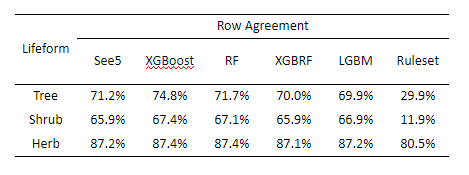 Row Agreement
Lifeform
See5 XGBoost RF XGBRF LGBM Ruleset
Tree 71.2% 74.8% 71.7% 70.0% 69.9% 29.9%
Shrub 65.9% 67.4% 67.1% 65.9% 66.9% 11.9%
Herb 87.2% 87.4% 87.4% 87.1% 87.2% 80.5%